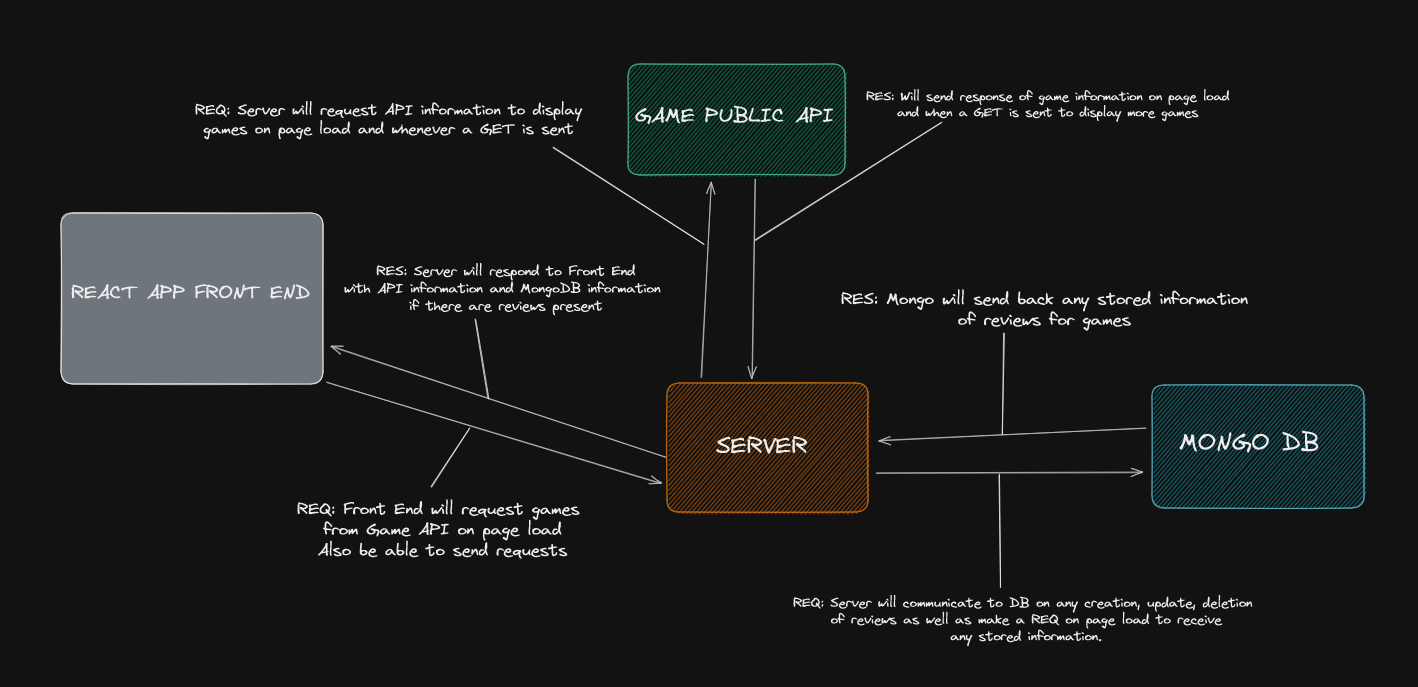 GAME PUBLIC API
REQ: Server will request API information to display
games on page load and whenever a GET is sent
RES: Will send response of game information on page load
and when a GET is sent to display more games
REACT APP FRONT END
RES: Server will respond to Front End
with API information and MongoDB information
if there are reviews present
RES: Mongo will send back any stored information
of reviews for games
SERVER
MONGO DB
REQ: Front End will request games
from Game API on page load
Also be able to send requests
REQ: Server will communicate to DB on any creation, update, deletion
of reviews as well as make a REQ on page load to receive
any stored information.